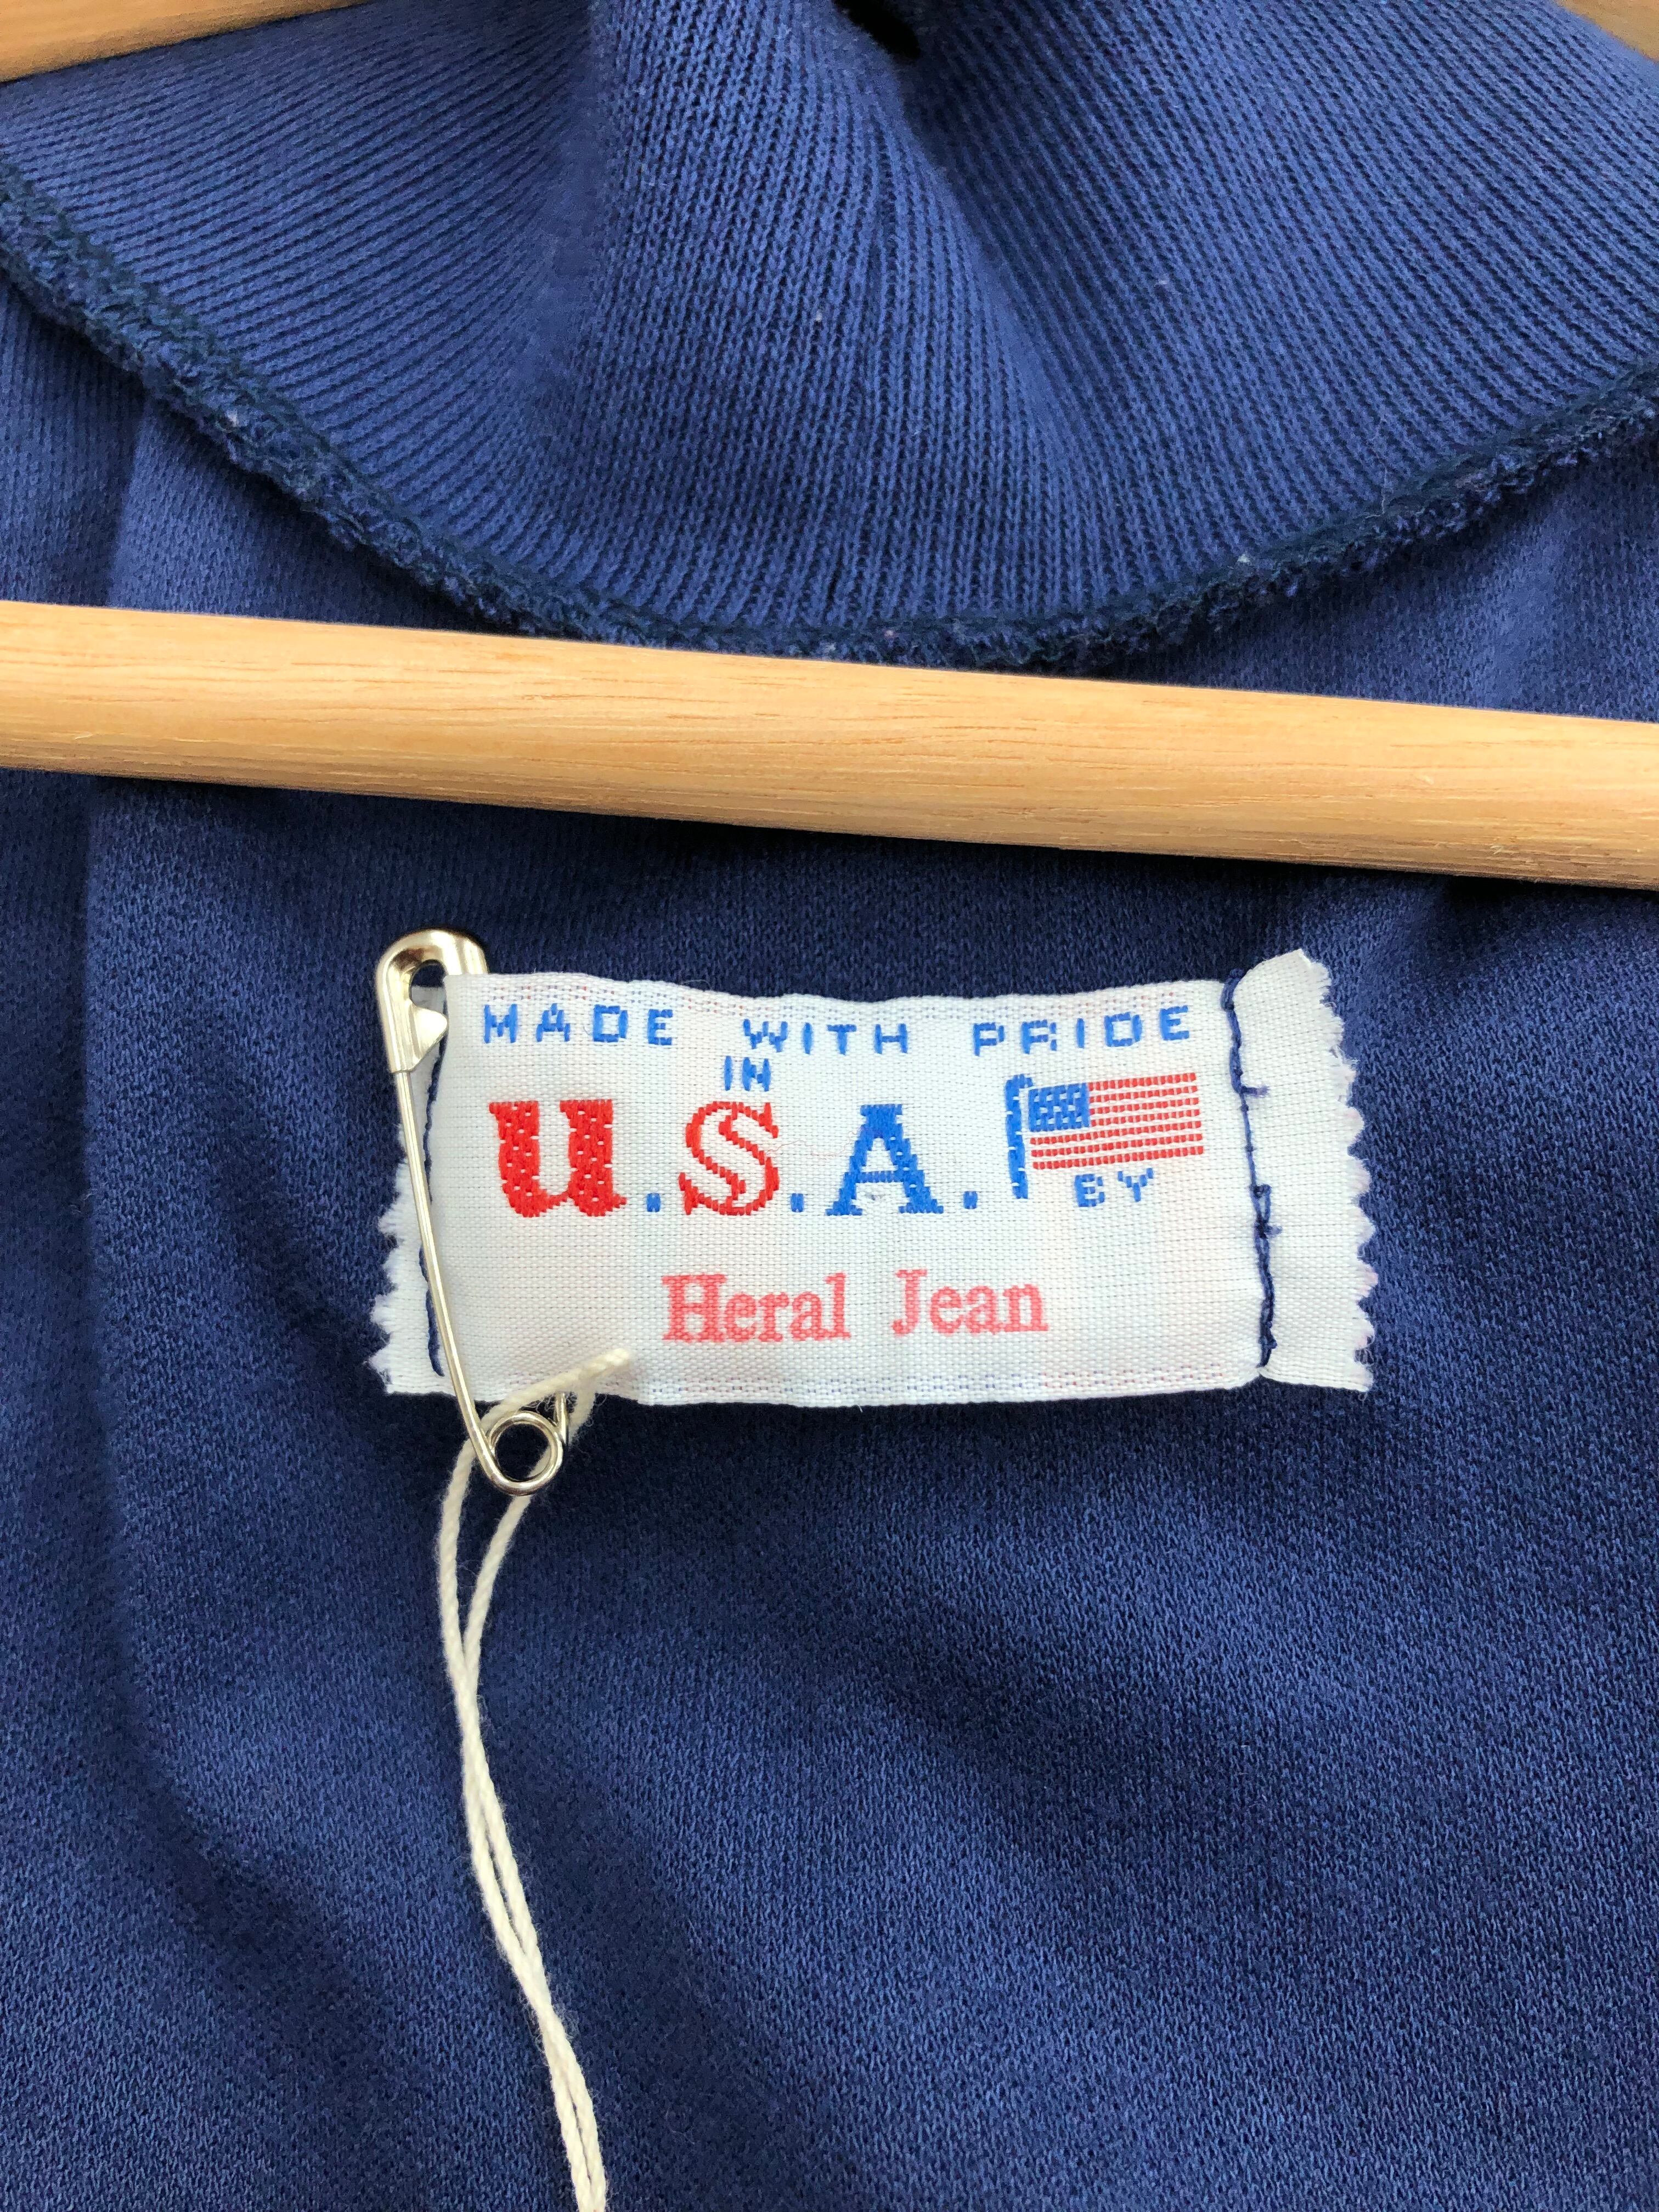 MADE WITH PRIDE
IN
U.S.A.
BY
Heral Jean